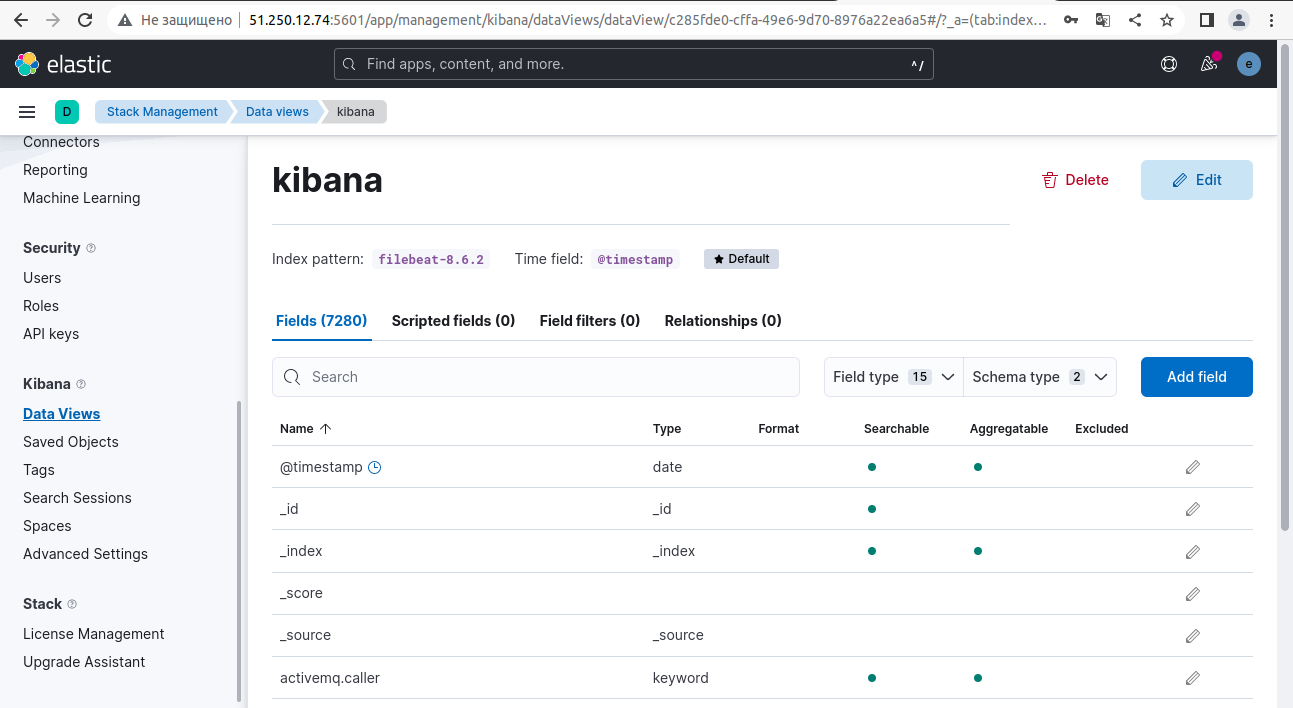 Не защищено 51.250.12.74:5601/app/management/kibana/dataViews/dataView/c285fde0-cffa-49e6-9d70-8976a22ea6a5#/?_a=(tab:index...
elastic
Find apps, content, and more. ^/
e
D Stack Management Data views kibana
Connectors
Reporting
Machine Learning
Security
Users
Roles
API keys
Kibana
Data Views
Saved Objects
Tags
Search Sessions
Spaces
Advanced Settings
Stack
License Management
Upgrade Assistant
kibana
Delete Edit
Index pattern: filebeat-8.6.2 Time field: @timestamp Default
Fields (7280) Scripted fields (0) Field filters (0) Relationships (0)
Search Field type 15 Schema type 2 Add field
Name Type Format Searchable Aggregatable Excluded
@timestamp date
_id _id
_index _index
_score
_source _source
activemq.caller keyword